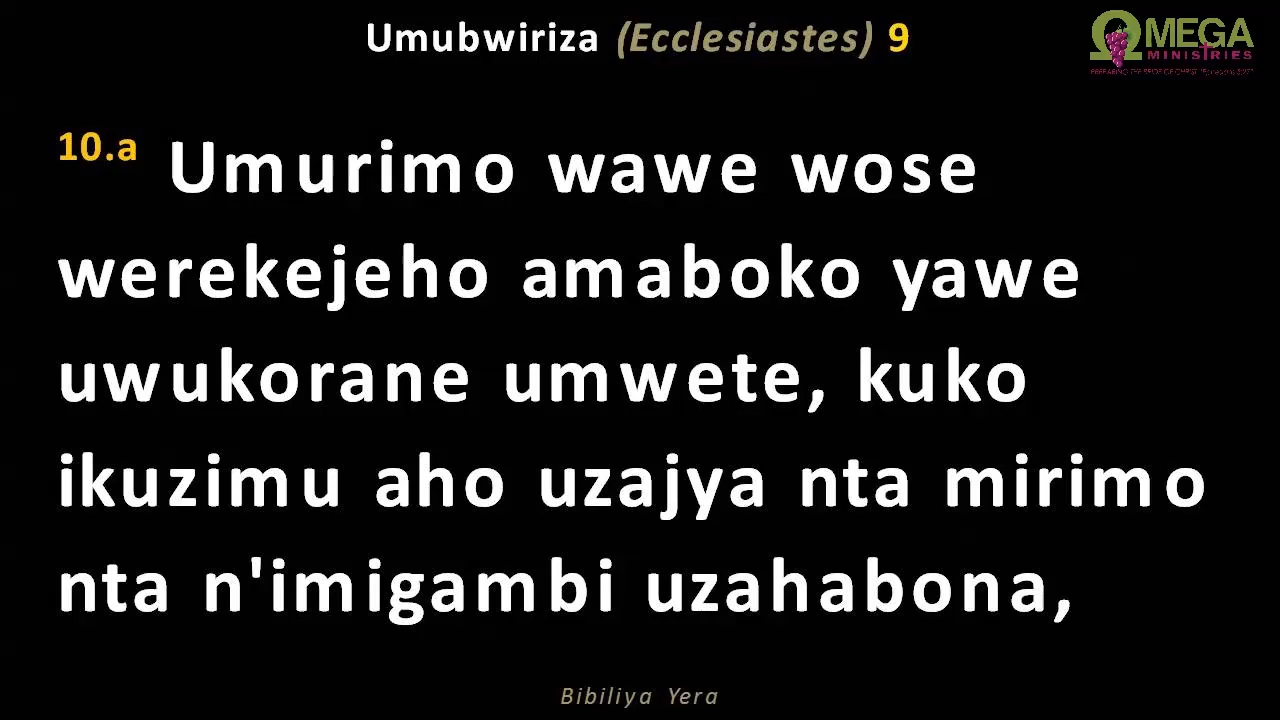 Umubwiriza (Ecclesiastes) 9
ΩMEGA
MINISTRIES
10.a Umurimo wawe wose
werekejeho amaboko yawe
uwukorane umwete, kuko
ikuzimu aho uzajya nta mirimo
nta n'imigambi uzahabona,
Bibiliya Yera